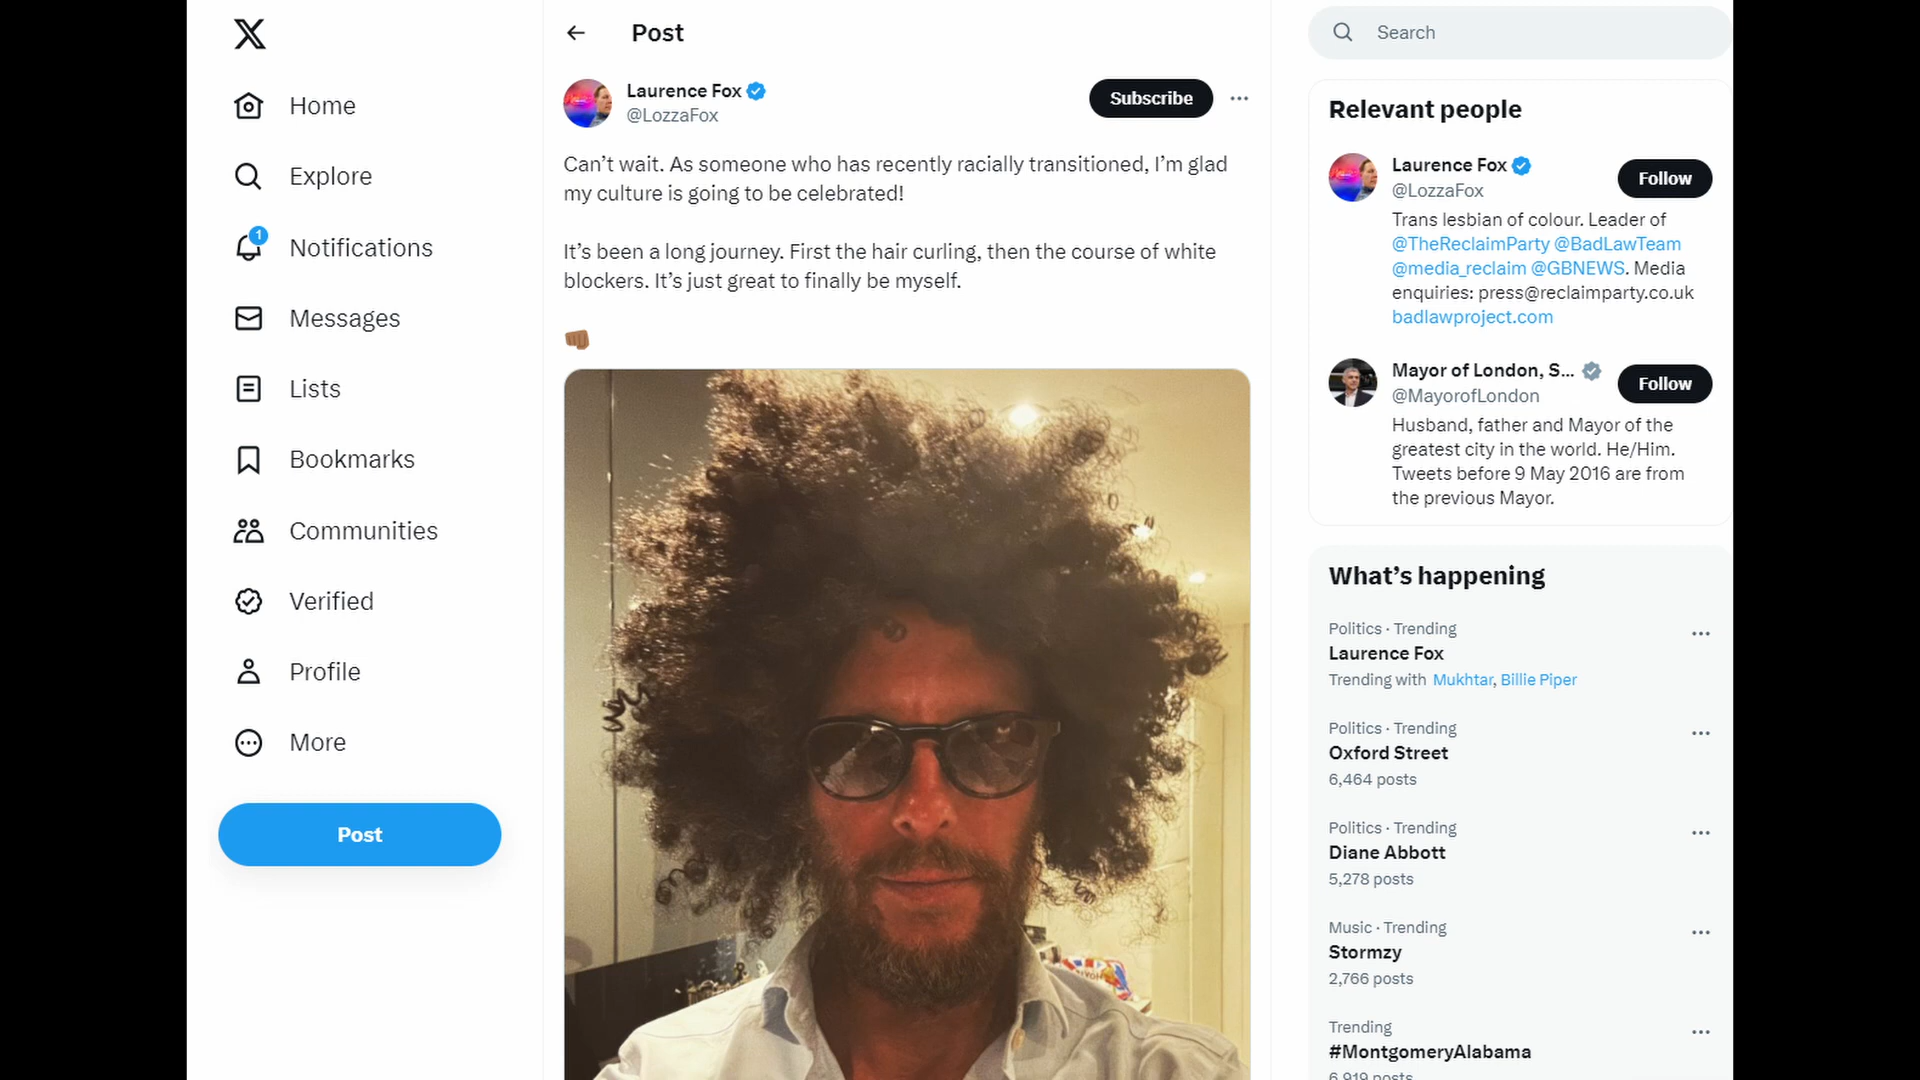 Home
Explore
1
Notifications
Messages
Lists
Bookmarks
Communities
Verified
Profile
More
Post
Post
Laurence Fox
@LozzaFox
Subscribe
Can’t wait. As someone who has recently racially transitioned, I’m glad
my culture is going to be celebrated!
It’s been a long journey. First the hair curling, then the course of white
blockers. It’s just great to finally be myself.
Search
Relevant people
Laurence Fox
@LozzaFox
Follow
Trans lesbian of colour. Leader of
@TheReclaimParty @BadLawTeam
@media_reclaim @GBNEWS. Media
enquiries: press@reclaimparty.co.uk
badlawproject.com
Mayor of London, S...
@MayorofLondon
Follow
Husband, father and Mayor of the
greatest city in the world. He/Him.
Tweets before 9 May 2016 are from
the previous Mayor.
What’s happening
Politics · Trending
Laurence Fox
Trending with Mukhtar, Billie Piper
Politics · Trending
Oxford Street
6,464 posts
Politics · Trending
Diane Abbott
5,278 posts
Music · Trending
Stormzy
2,766 posts
Trending
#MontgomeryAlabama
6,919 posts